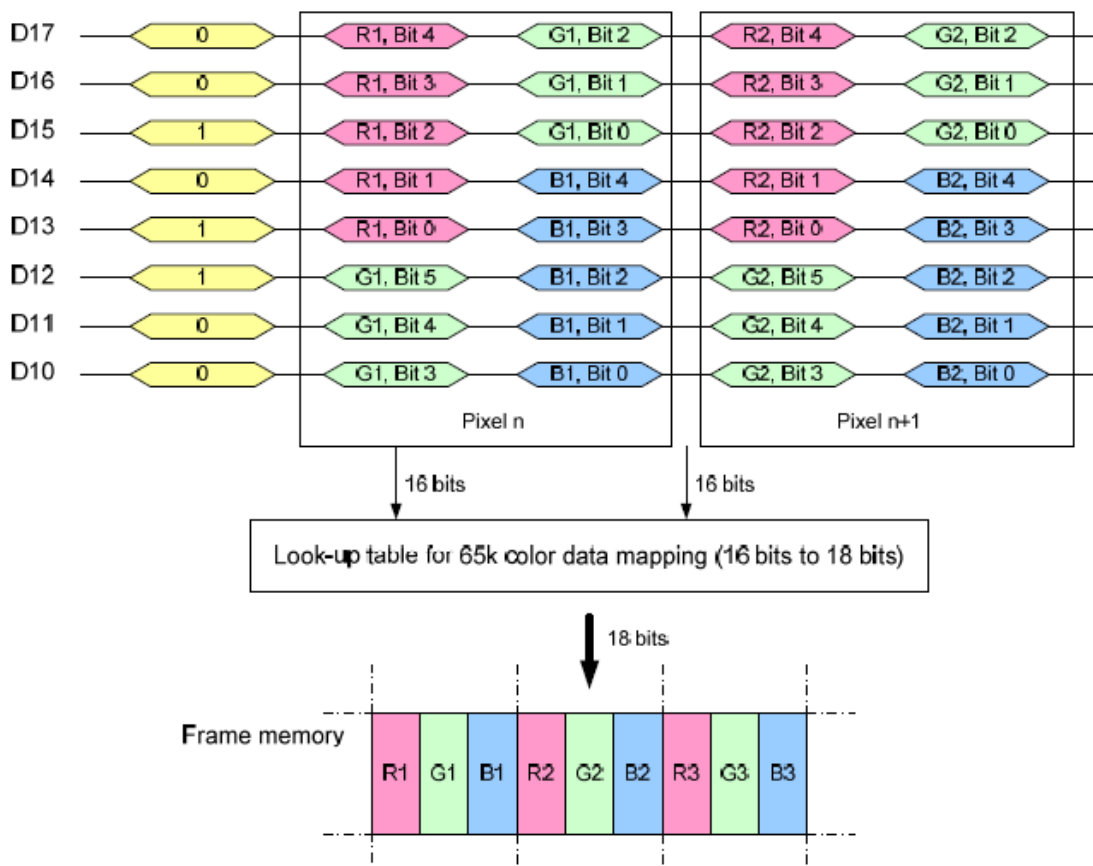 D17 0 R1, Bit 4 G1, Bit 2 R2, Bit 4 G2, Bit 2
D16 0 R1, Bit 3 G1, Bit 1 R2, Bit 3 G2, Bit 1
D15 1 R1, Bit 2 G1, Bit 0 R2, Bit 2 G2, Bit 0
D14 0 R1, Bit 1 B1, Bit 4 R2, Bit 1 B2, Bit 4
D13 1 R1, Bit 0 B1, Bit 3 R2, Bit 0 B2, Bit 3
D12 1 G1, Bit 5 B1, Bit 2 G2, Bit 5 B2, Bit 2
D11 0 G1, Bit 4 B1, Bit 1 G2, Bit 4 B2, Bit 1
D10 0 G1, Bit 3 B1, Bit 0 G2, Bit 3 B2, Bit 0
Pixel n Pixel n+1
16 bits 16 bits
Look-up table for 65k color data mapping (16 bits to 18 bits)
18 bits
Frame memory
R1 G1 B1 R2 G2 B2 R3 G3 B3